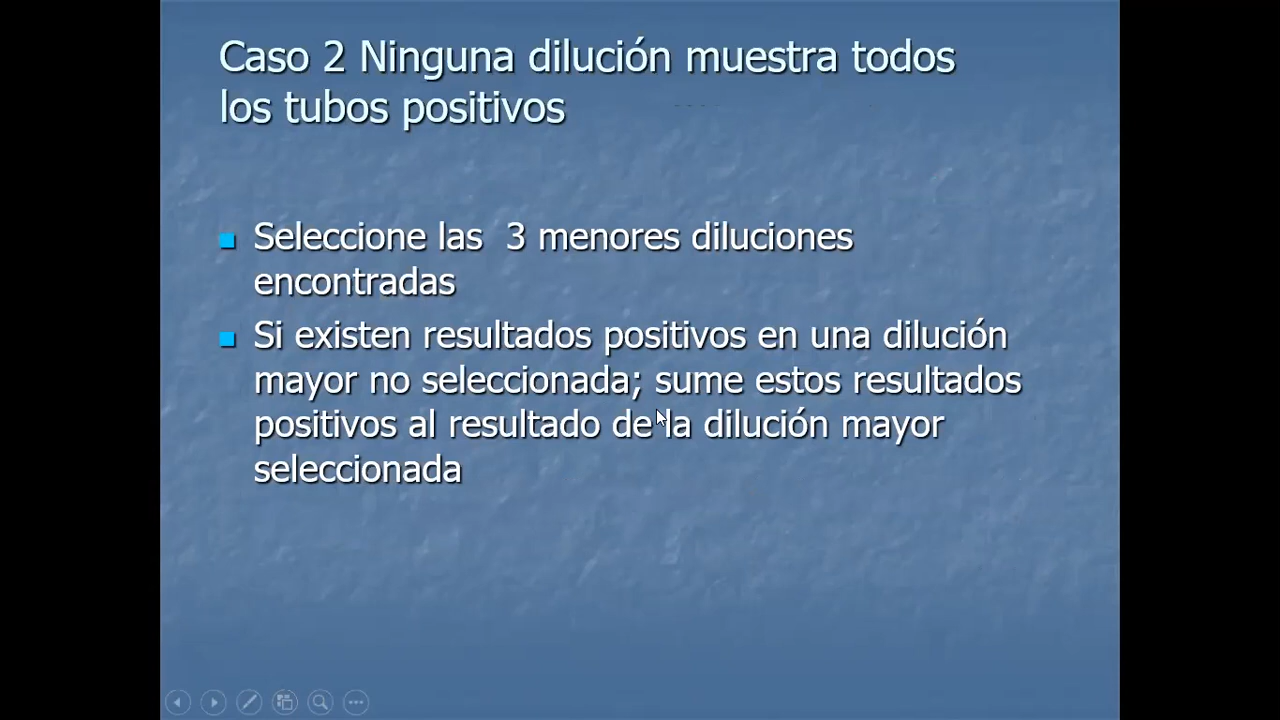 Caso 2 Ninguna dilución muestra todos
los tubos positivos
Seleccione las 3 menores diluciones
encontradas
Si existen resultados positivos en una dilución
mayor no seleccionada; sume estos resultados
positivos al resultado de la dilución mayor
seleccionada